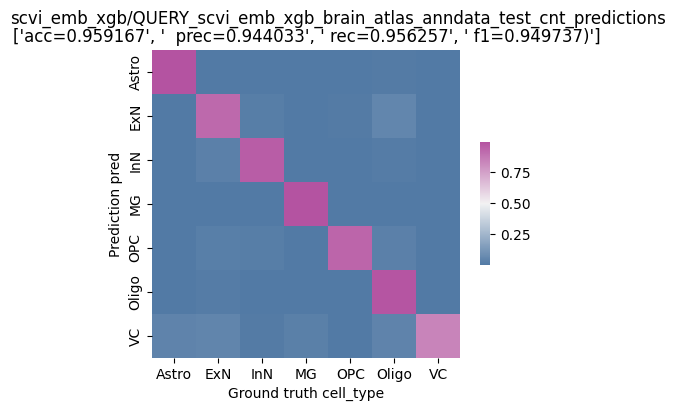 scvi_emb_xgb/QUERY_scvi_emb_xgb_brain_atlas_anndata_test_cnt_predictions
['acc=0.959167', '  prec=0.944033', ' rec=0.956257', ' f1=0.949737)']
Prediction pred
Astro
ExN
InN
MG
OPC
Oligo
VC
Astro ExN InN MG OPC Oligo VC
Ground truth cell_type
0.75
0.50
0.25